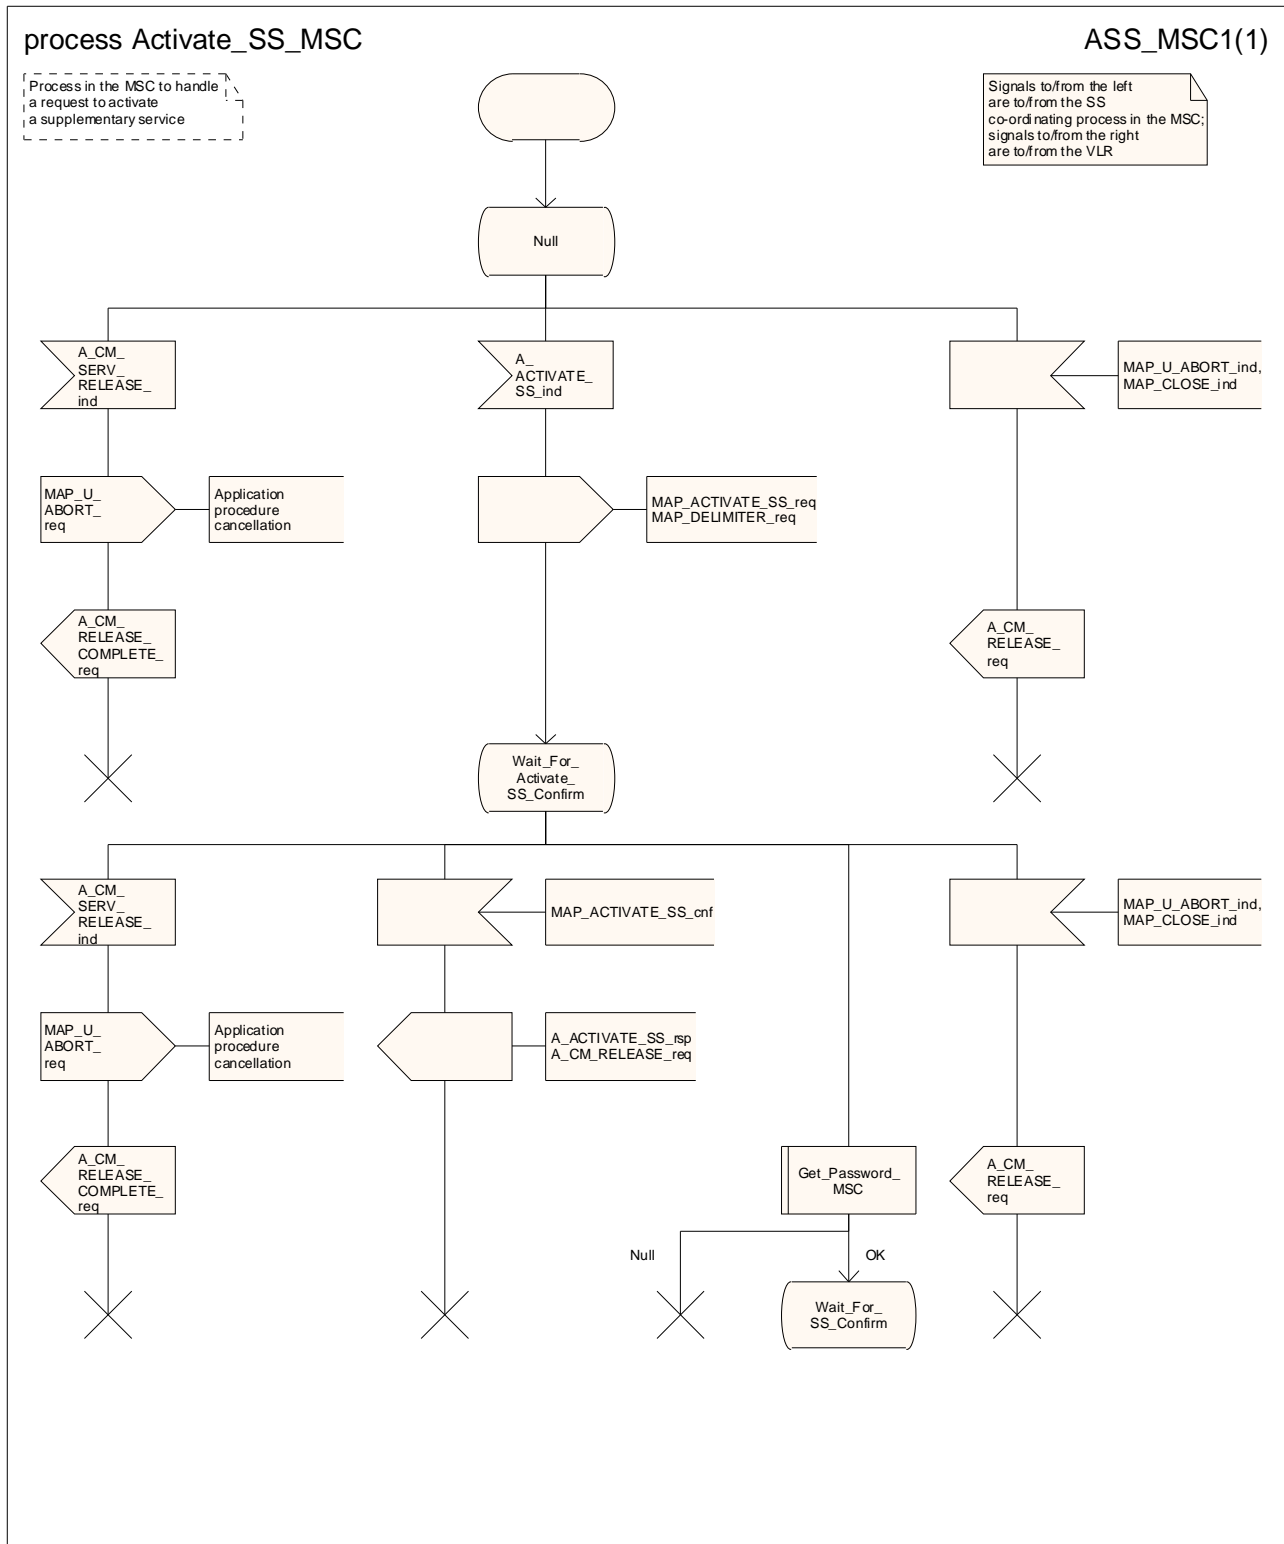 process Activate_SS_MSC
ASS_MSC1(1)
Process in the MSC to handle
a request to activate
a supplementary service
Signals to/from the left
are to/from the SS
co-ordinating process in the MSC;
signals to/from the right
are to/from the VLR
Null
A_CM_
SERV_
RELEASE_
ind
A_
ACTIVATE_
SS_ind
MAP_U_ABORT_ind,
MAP_CLOSE_ind
MAP_U_
ABORT_
req
Application
procedure
cancellation
MAP_ACTIVATE_SS_req
MAP_DELIMITER_req
A_CM_
RELEASE_
COMPLETE_
req
A_CM_
RELEASE_
req
Wait_For_
Activate_
SS_Confirm
A_CM_
SERV_
RELEASE_
ind
MAP_ACTIVATE_SS_cnf
MAP_U_ABORT_ind,
MAP_CLOSE_ind
MAP_U_
ABORT_
req
Application
procedure
cancellation
A_ACTIVATE_SS_rsp
A_CM_RELEASE_req
A_CM_
RELEASE_
COMPLETE_
req
Get_Password_
MSC
A_CM_
RELEASE_
req
Null
OK
Wait_For_
SS_Confirm